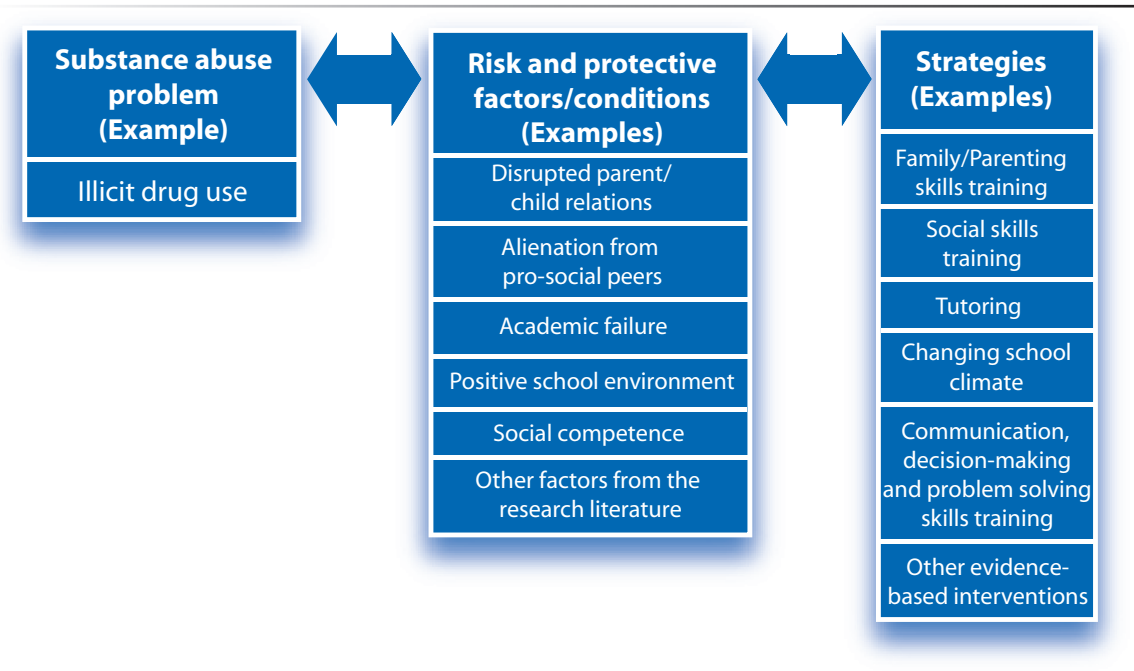 Substance abuse
problem
(Example)
Illicit drug use
Risk and protective
factors/conditions
(Examples)
Disrupted parent/
child relations
Alienation from
pro-social peers
Academic failure
Positive school environment
Social competence
Other factors from the
research literature
Strategies
(Examples)
Family/Parenting
skills training
Social skills
training
Tutoring
Changing school
climate
Communication,
decision-making
and problem solving
skills training
Other evidence-
based interventions